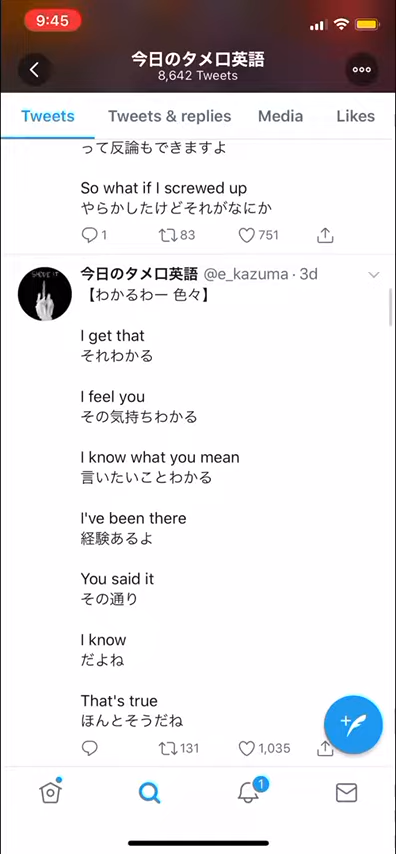 9:45
今日のタメ口英語
8,642 Tweets
Tweets Tweets & replies Media Likes
って反論もできますよ
So what if I screwed up
やらかしたけどそれがなにか
1 83 751
今日のタメ口英語 @e_kazuma · 3d
【わかるわー 色々】
I get that
それわかる
I feel you
その気持ちわかる
I know what you mean
言いたいことわかる
I've been there
経験あるよ
You said it
その通り
I know
だよね
That's true
ほんとそうだね
131 1,035
1